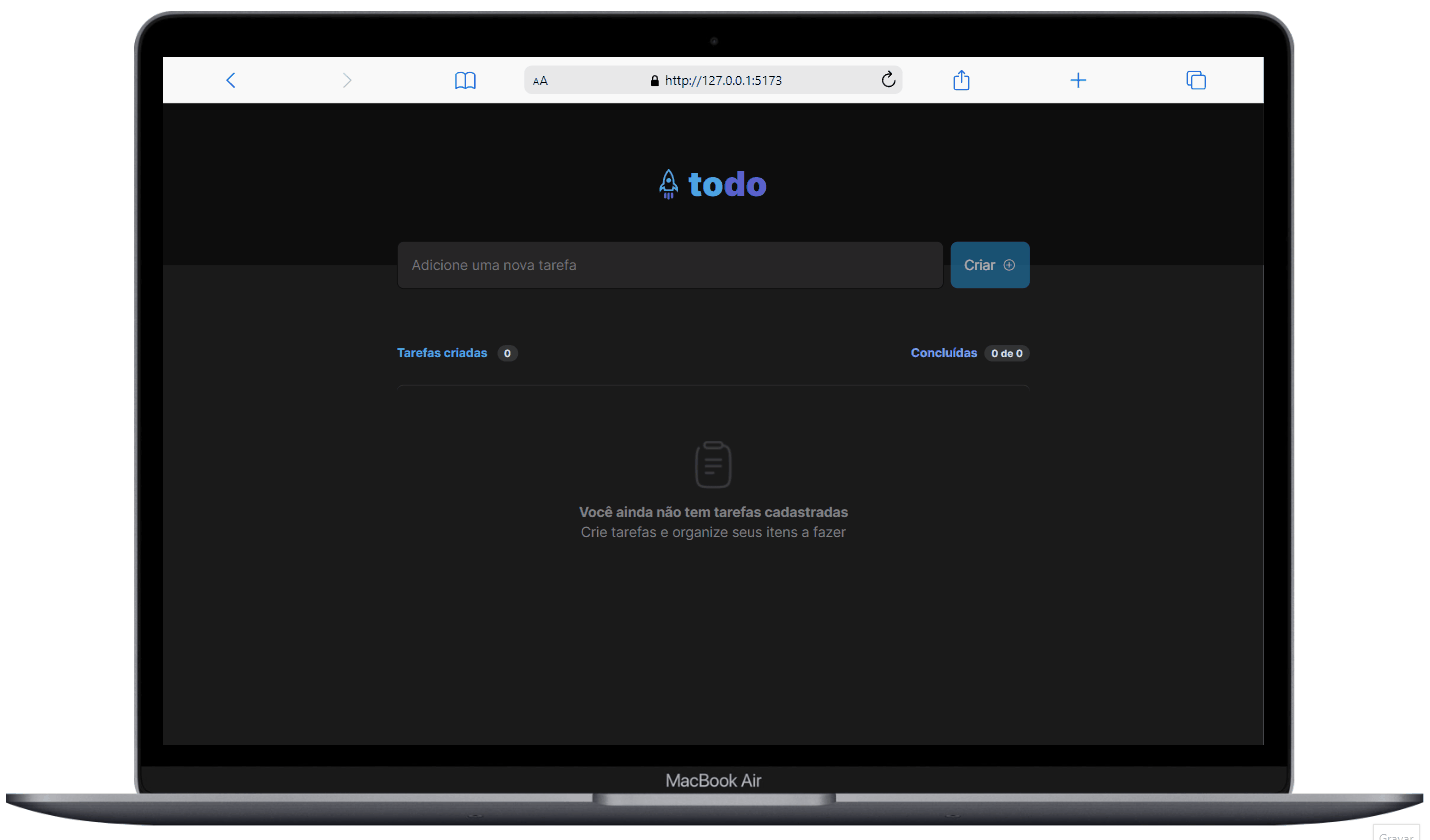 AA http://127.0.0.1:5173
todo
Adicione uma nova tarefa Criar
Tarefas criadas 0 Concluídas 0 de 0
Você ainda não tem tarefas cadastradas
Crie tarefas e organize seus itens a fazer
MacBook Air
Gravar